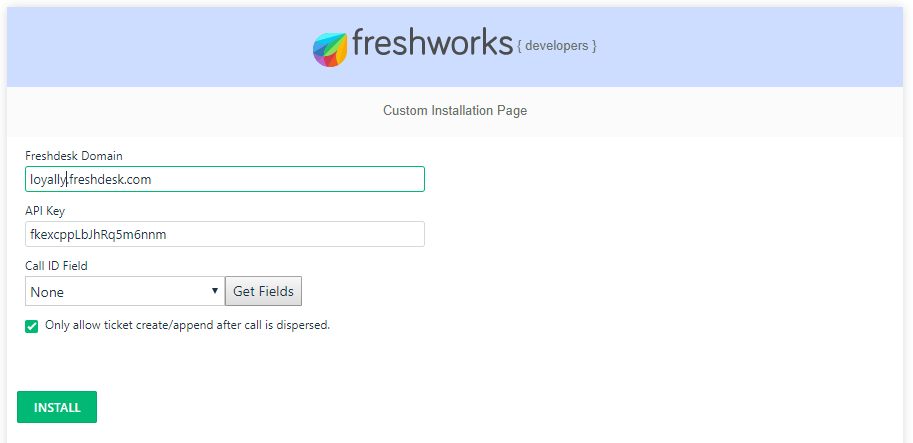 freshworks { developers }
Custom Installation Page
Freshdesk Domain
loyally.freshdesk.com
API Key
fkexcppLbJhRq5m6nnm
Call ID Field
None Get Fields
Only allow ticket create/append after call is dispersed.
INSTALL